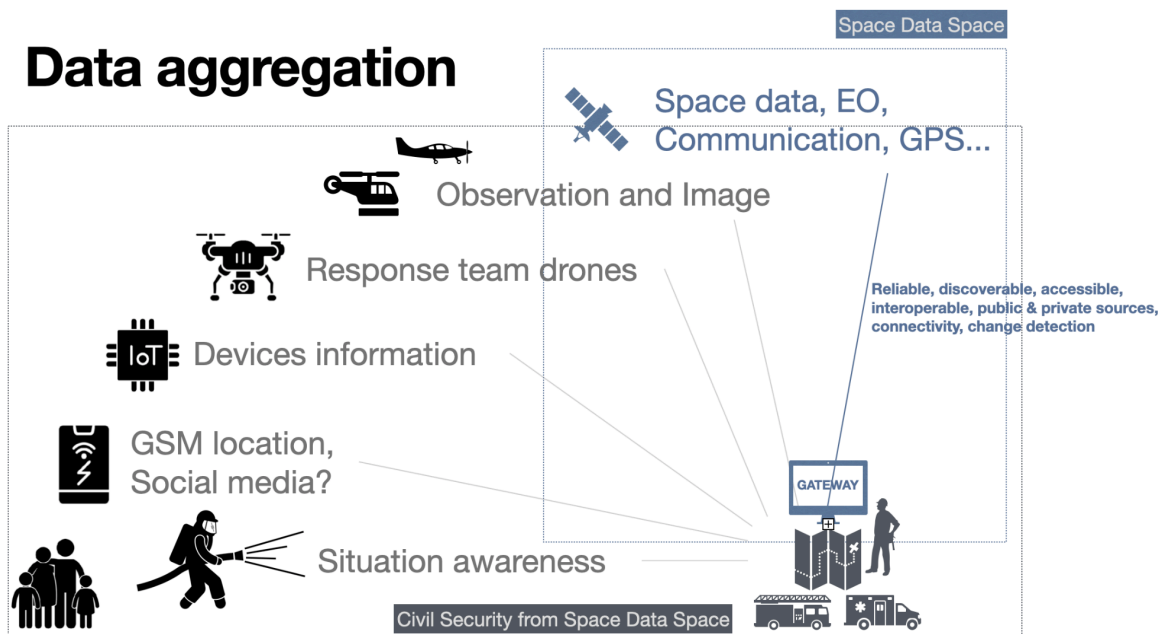 Space Data Space
Data aggregation
Space data, EO,
Communication, GPS...
Observation and Image
Response team drones
Reliable, discoverable, accessible,
interoperable, public & private sources,
connectivity, change detection
IoT
Devices information
GSM location,
Social media?
GATEWAY
Situation awareness
Civil Security from Space Data Space